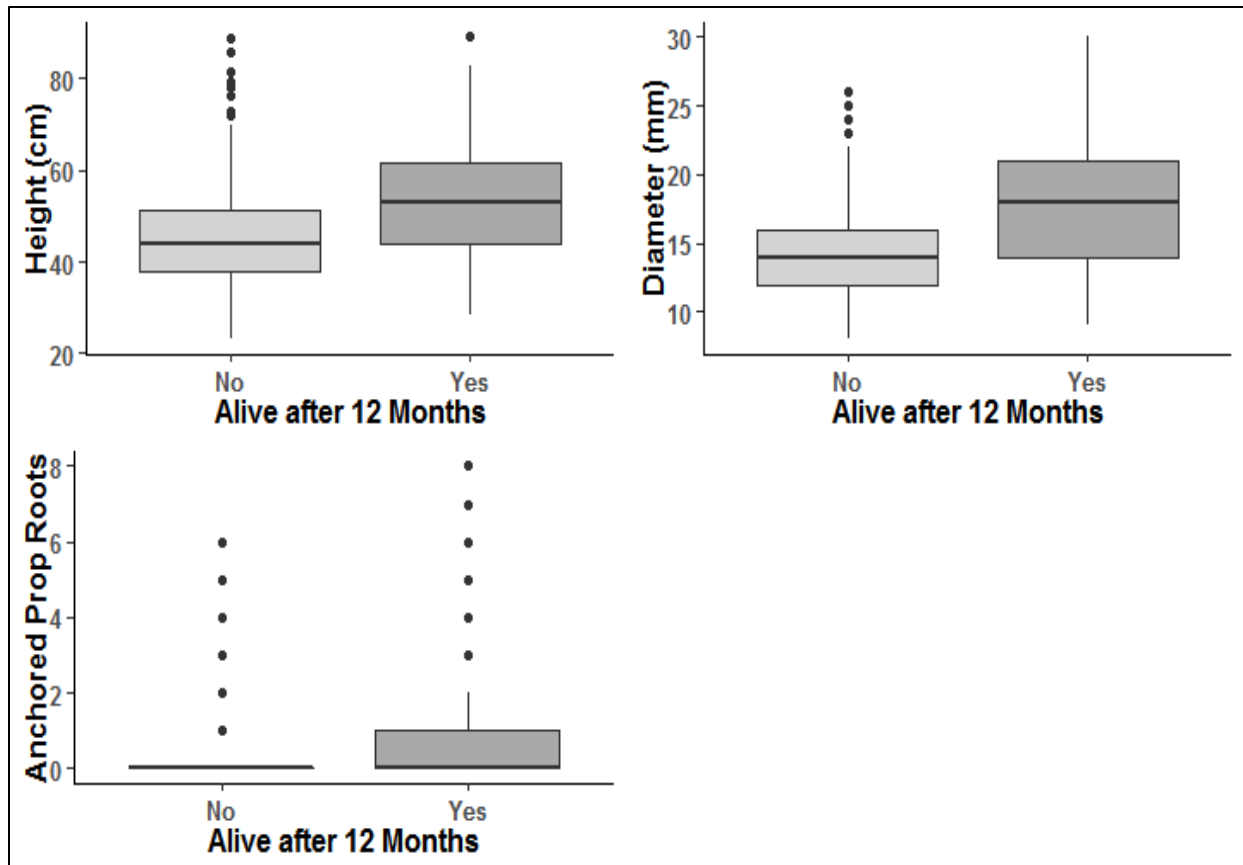 Height (cm)
80
60
40
20
No
Yes
Alive after 12 Months
Diameter (mm)
30
25
20
15
10
No
Yes
Alive after 12 Months
Anchored Prop Roots
8
6
4
2
0
No
Yes
Alive after 12 Months